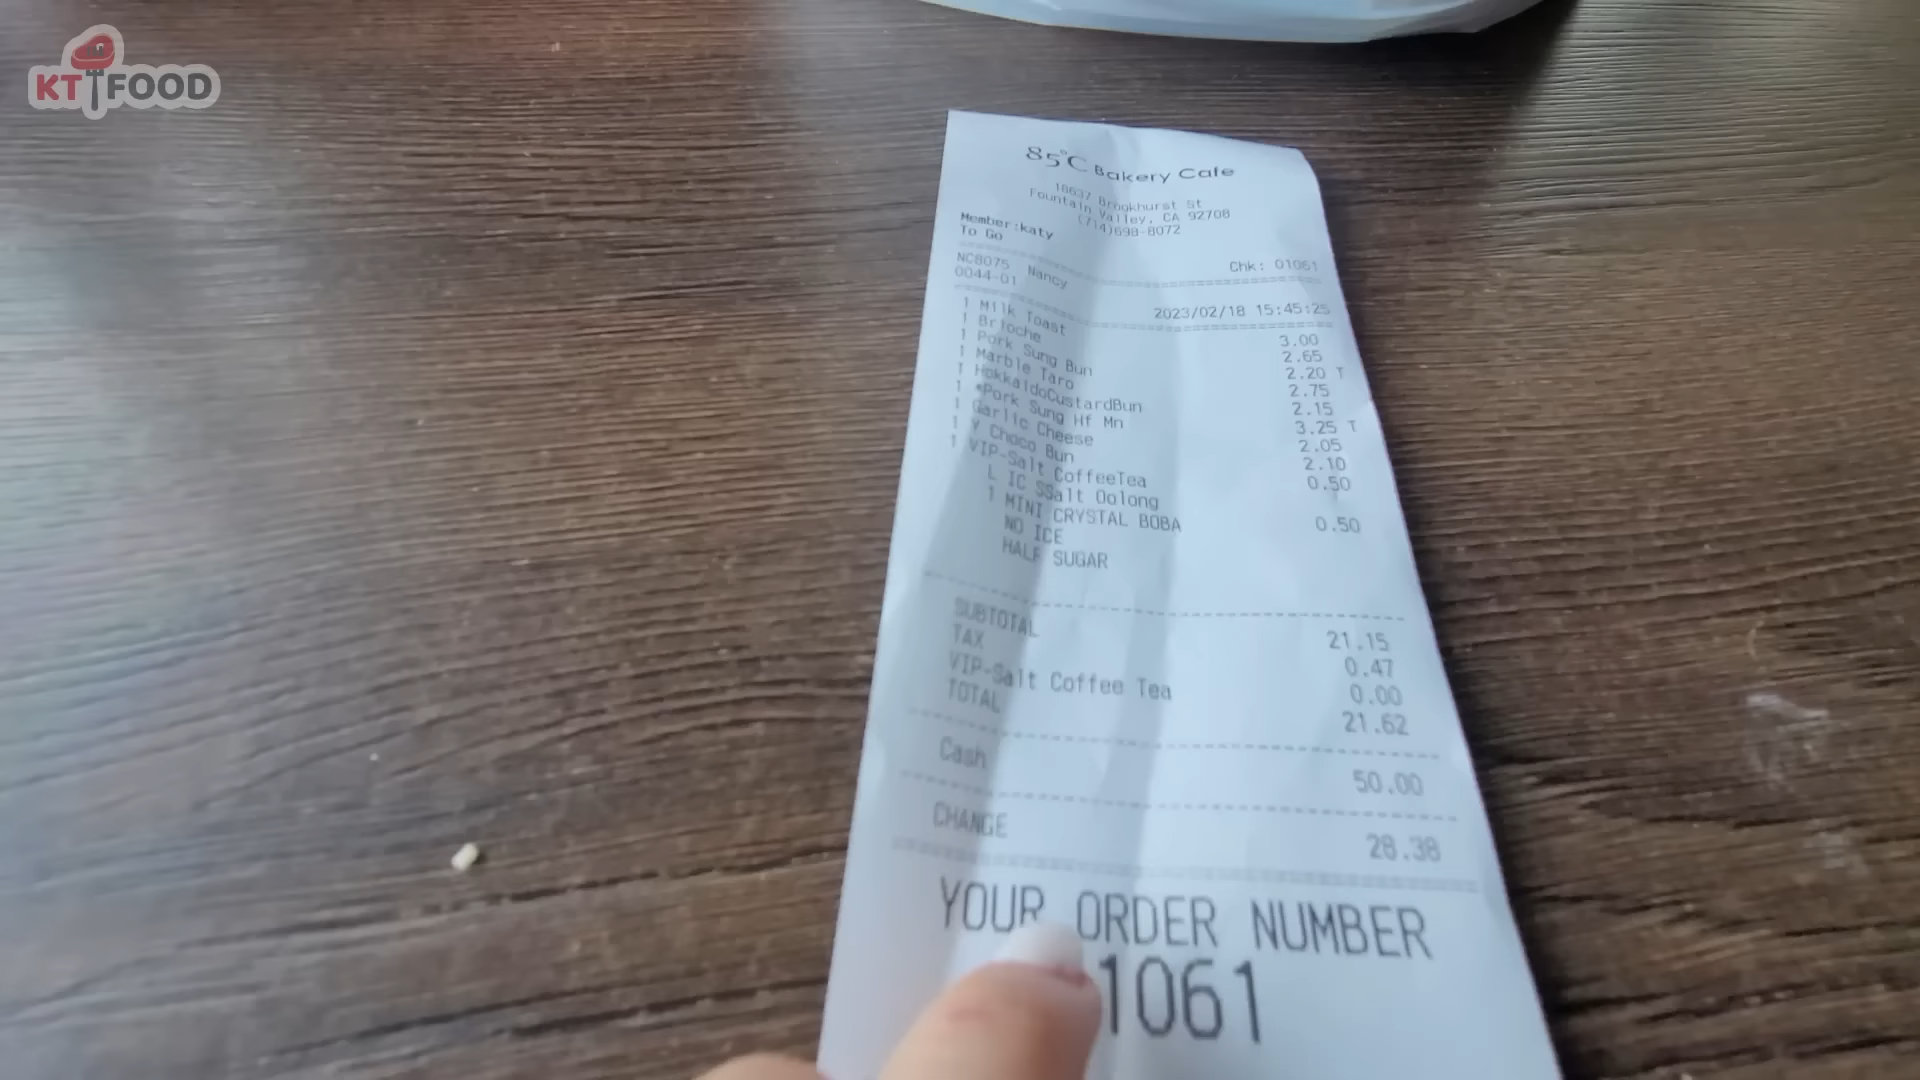 KT FOOD
85°C Bakery Cafe
18637 Brookhurst St
Fountain Valley, CA 92708
(714)698-8072
Member:katy
To Go
Chk: 01061
NC8075 Nancy
0044-01
2023/02/18 15:45:25
1 Milk Toast 3.00
1 Brioche 2.65
1 Pork Sung Bun 2.20 T
1 Marble Taro 2.75
1 HokkaidoCustardBun 2.15
1 *Pork Sung Hf Mn 3.25 T
1 Garlic Cheese 2.05
1 Y Choco Bun 2.10
1 VIP-Salt CoffeeTea 0.50
L IC SSalt Oolong
1 MINI CRYSTAL BOBA 0.50
NO ICE
HALF SUGAR
SUBTOTAL 21.15
TAX 0.47
VIP-Salt Coffee Tea 0.00
TOTAL 21.62
Cash 50.00
CHANGE 28.38
YOUR ORDER NUMBER
1061